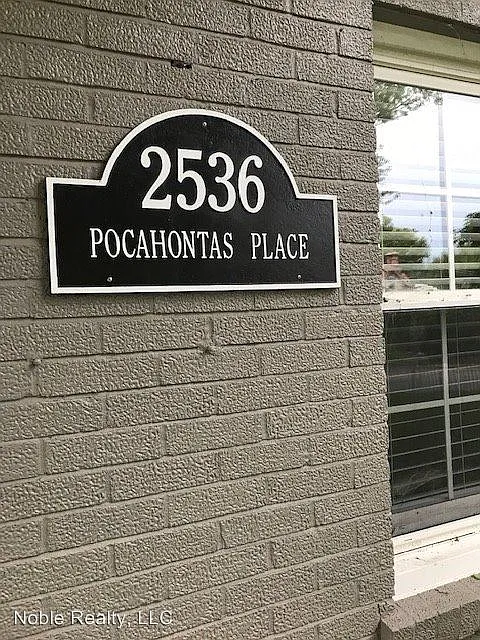 2536
POCAHONTAS PLACE
Noble Realty, LLC